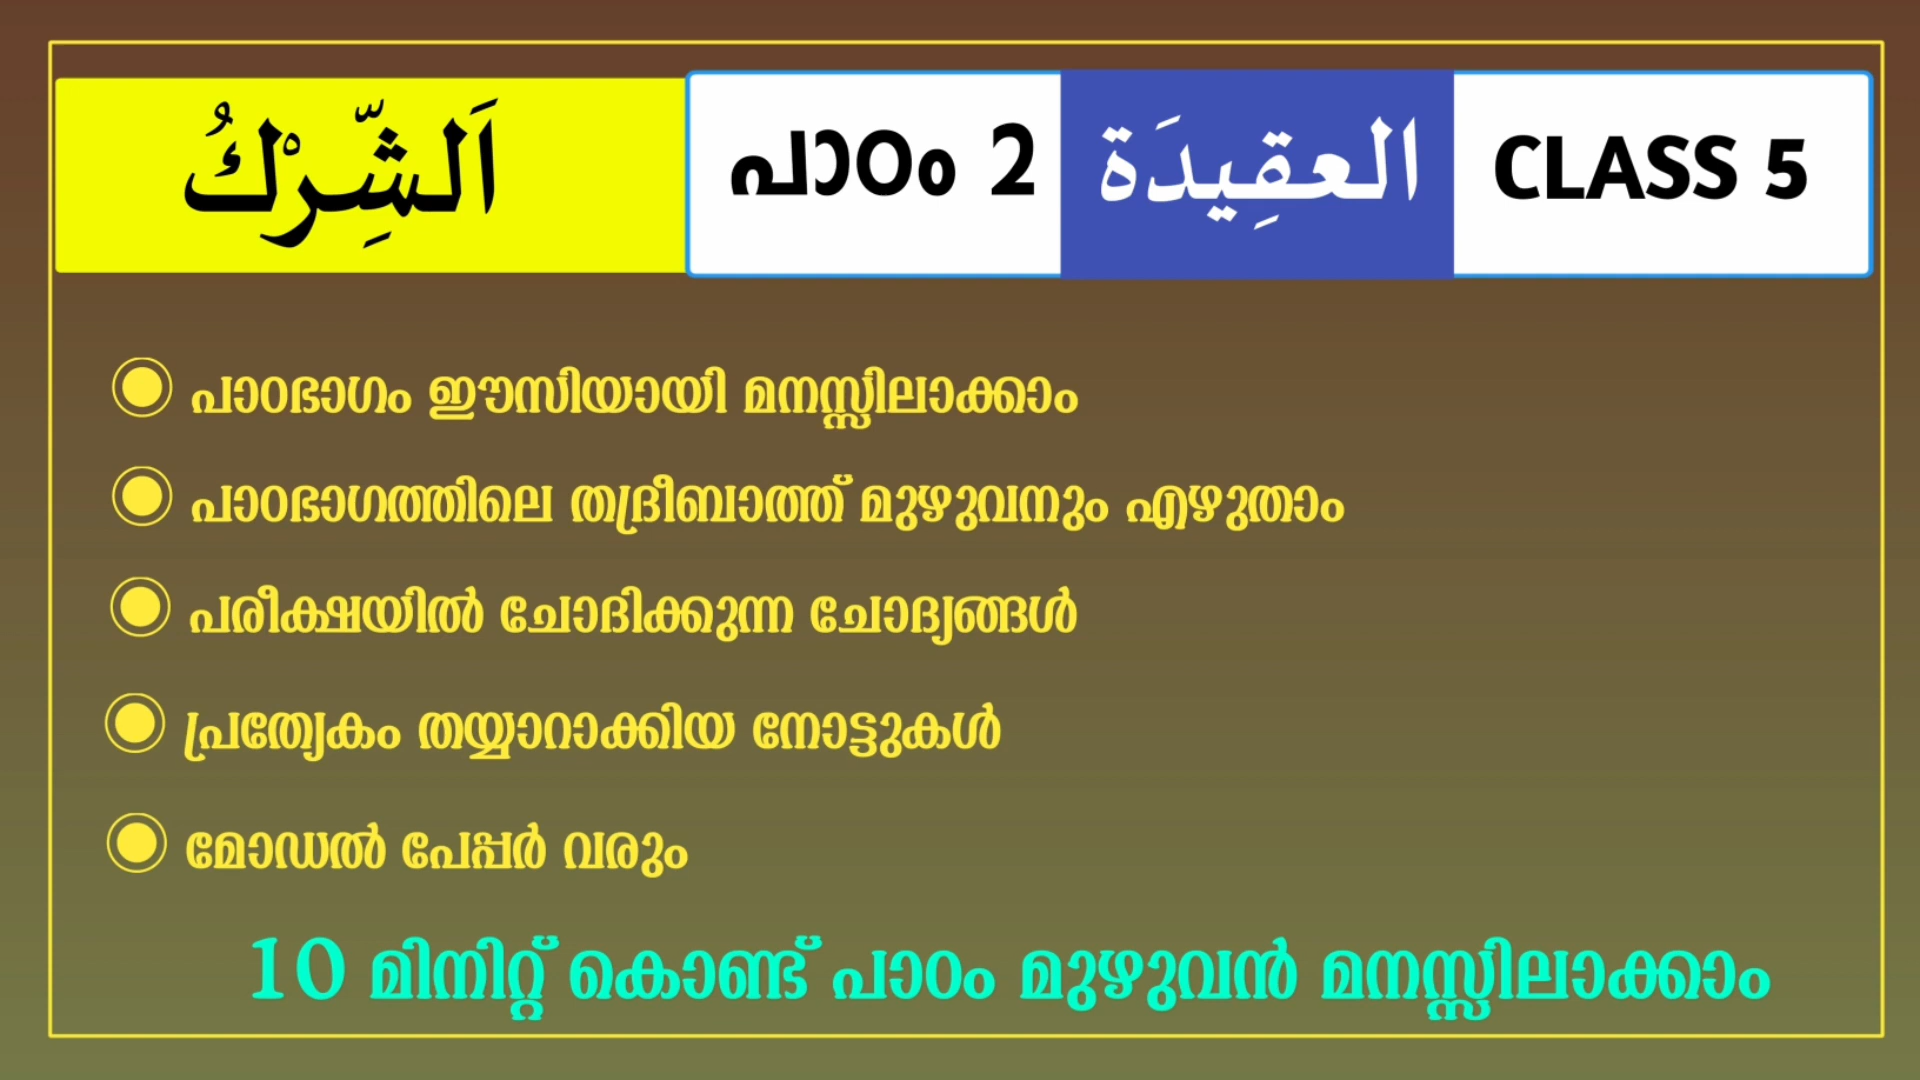 اَلشِّرْكُ പാഠം 2 العقِيدَة CLASS 5
പാഠഭാഗം ഈസിയായി മനസ്സിലാക്കാം
പാഠഭാഗത്തിലെ തദ്രീബാത്ത് മുഴുവനും എഴുതാം
പരീക്ഷയിൽ ചോദിക്കുന്ന ചോദ്യങ്ങൾ
പ്രത്യേകം തയ്യാറാക്കിയ നോട്ടുകൾ
മോഡൽ പേപ്പർ വരും
10 മിനിറ്റ് കൊണ്ട് പാഠം മുഴുവൻ മനസ്സിലാക്കാം